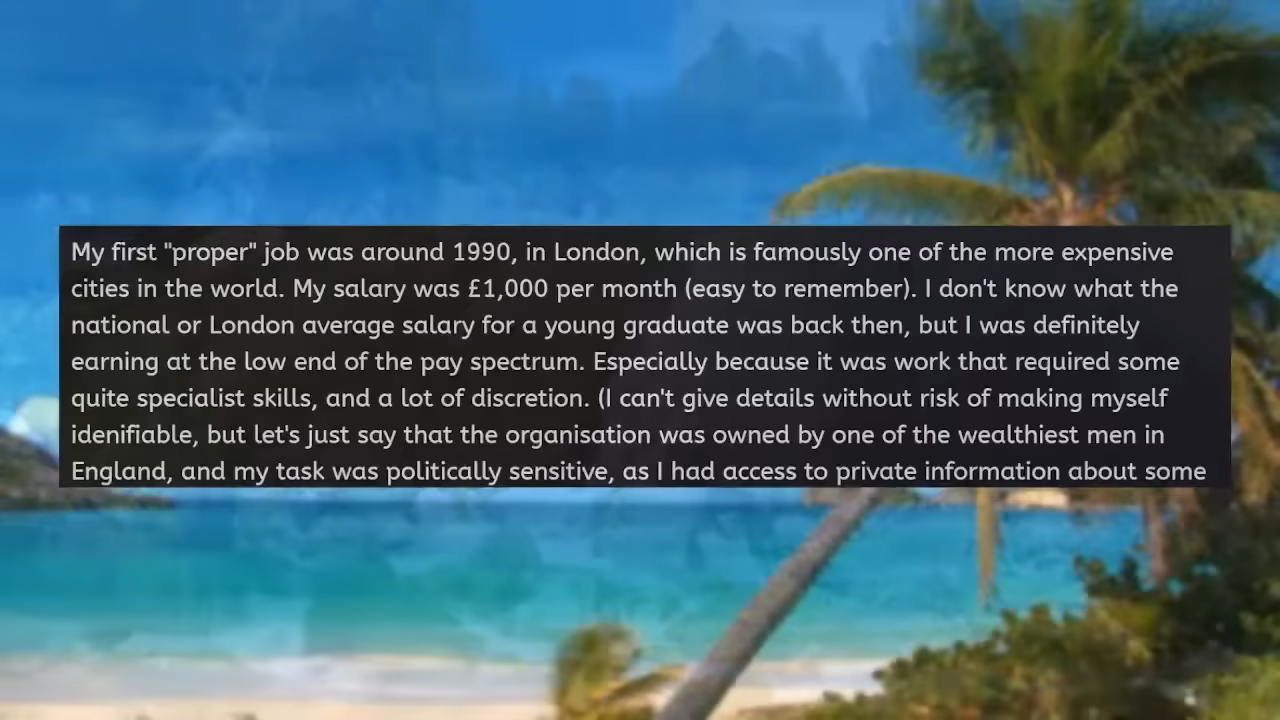 My first "proper" job was around 1990, in London, which is famously one of the more expensive
cities in the world. My salary was £1,000 per month (easy to remember). I don't know what the
national or London average salary for a young graduate was back then, but I was definitely
earning at the low end of the pay spectrum. Especially because it was work that required some
quite specialist skills, and a lot of discretion. (I can't give details without risk of making myself
idenifiable, but let's just say that the organisation was owned by one of the wealthiest men in
England, and my task was politically sensitive, as I had access to private information about some